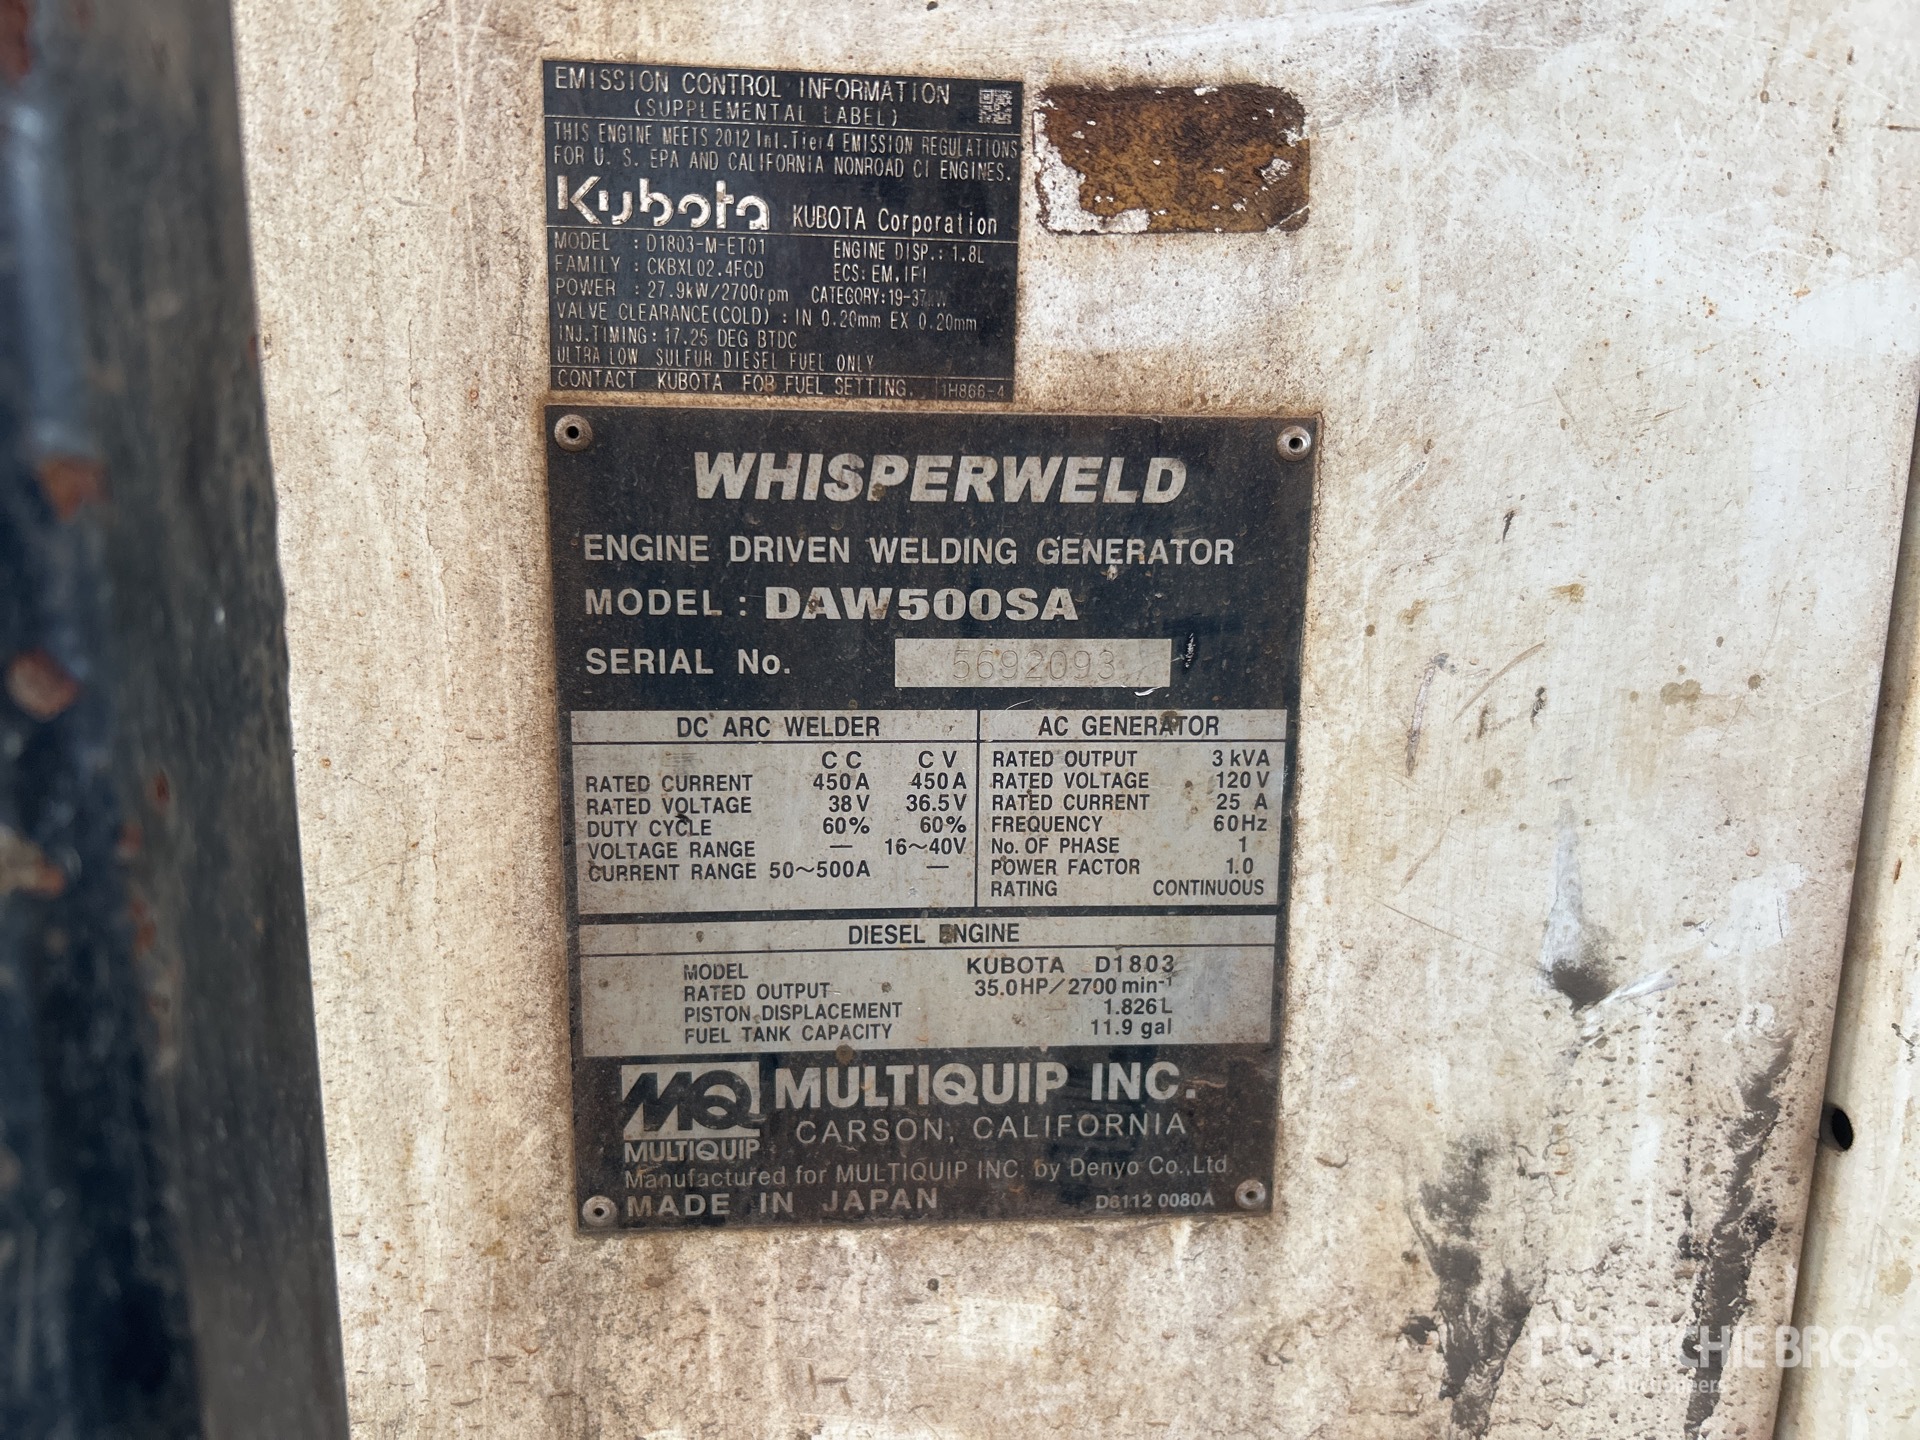 EMISSION CONTROL INFORMATION
(SUPPLEMENTAL LABEL)
THIS ENGINE MEETS 2012 Int.Tier4 EMISSION REGULATIONS
FOR U. S. EPA AND CALIFORNIA NONROAD CI ENGINES.
Kubota KUBOTA Corporation
MODEL : D1803-M-ET01 ENGINE DISP.: 1.8L
FAMILY : CKBXL02.4FCD ECS: EM, IFI
POWER : 27.9kW/2700rpm CATEGORY:19-37kW
VALVE CLEARANCE(COLD) : IN 0.20mm EX 0.20mm
INJ.TIMING: 17.25 DEG BTDC
ULTRA LOW SULFUR DIESEL FUEL ONLY
CONTACT KUBOTA FOR FUEL SETTING. 1H866-4
WHISPERWELD
ENGINE DRIVEN WELDING GENERATOR
MODEL : DAW500SA
SERIAL No. 5692093
DC ARC WELDER
CC CV
RATED CURRENT 450 A 450 A
RATED VOLTAGE 38 V 36.5 V
DUTY CYCLE 60% 60%
VOLTAGE RANGE — 16～40V
CURRENT RANGE 50～500A —
AC GENERATOR
RATED OUTPUT 3 kVA
RATED VOLTAGE 120 V
RATED CURRENT 25 A
FREQUENCY 60Hz
No. OF PHASE 1
POWER FACTOR 1.0
RATING CONTINUOUS
DIESEL ENGINE
MODEL KUBOTA D1803
RATED OUTPUT 35.0HP/2700 min⁻¹
PISTON DISPLACEMENT 1.826 L
FUEL TANK CAPACITY 11.9 gal
MQ MULTIQUIP INC.
CARSON, CALIFORNIA
MULTIQUIP
Manufactured for MULTIQUIP INC. by Denyo Co.,Ltd.
MADE IN JAPAN D6112 0080A
RITCHIE BROS.
Auctioneers